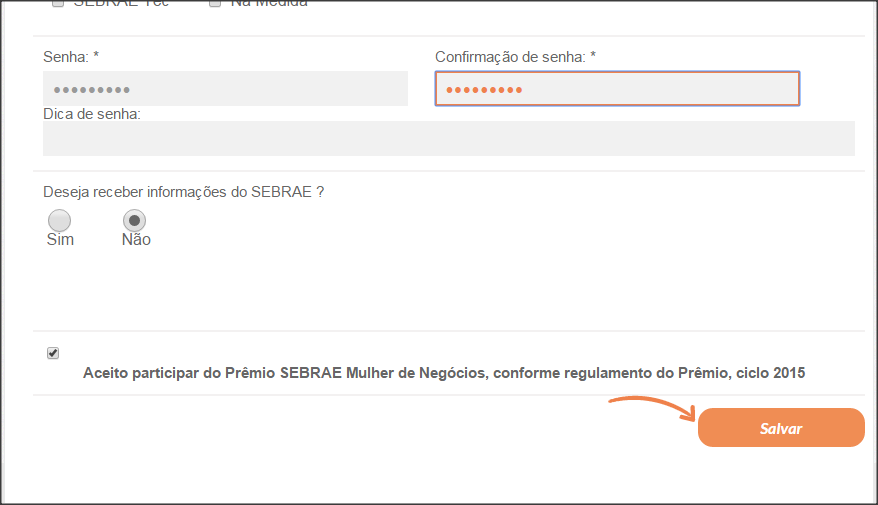 SEBRAE Tec Na Medida
Senha: * Confirmação de senha: *
••••••••• •••••••••
Dica de senha:
Deseja receber informações do SEBRAE ?
Sim Não
Aceito participar do Prêmio SEBRAE Mulher de Negócios, conforme regulamento do Prêmio, ciclo 2015
Salvar